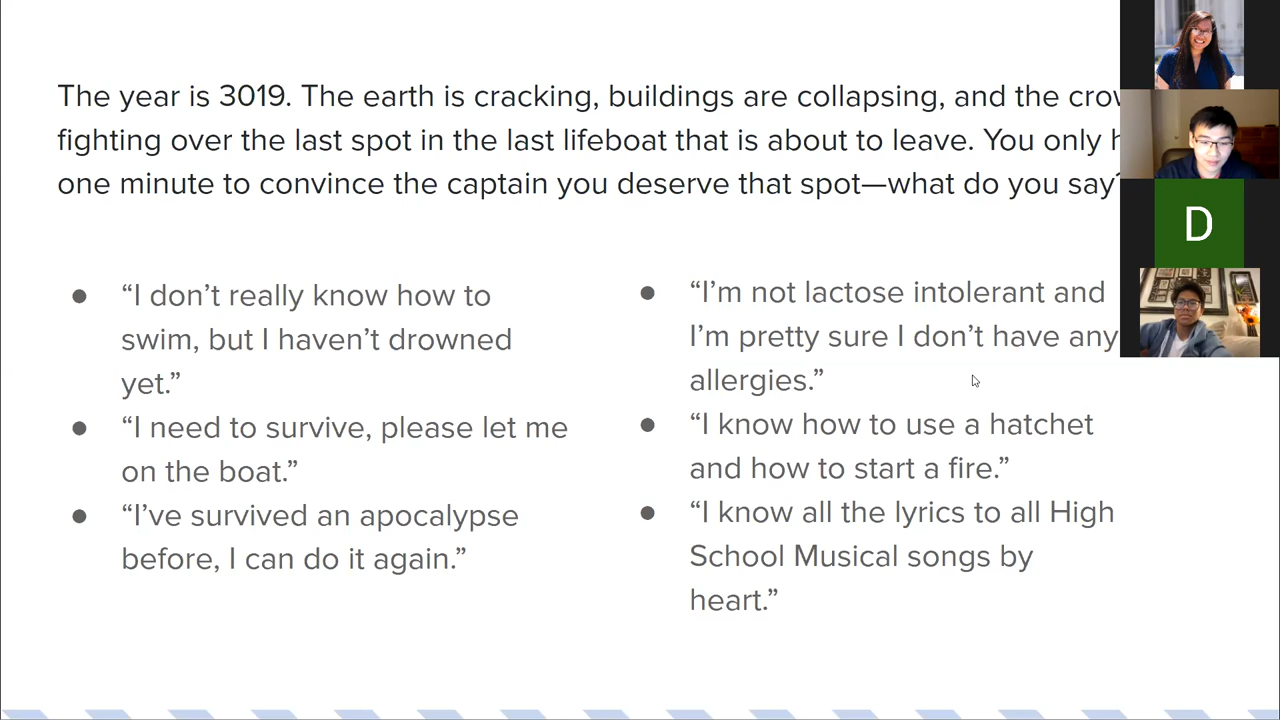 The year is 3019. The earth is cracking, buildings are collapsing, and the
fighting over the last spot in the last lifeboat that is about to leave. You only
one minute to convince the captain you deserve that spot—what do you say?
● “I don’t really know how to
swim, but I haven’t drowned
yet.”
● “I need to survive, please let me
on the boat.”
● “I’ve survived an apocalypse
before, I can do it again.”
● “I’m not lactose intolerant and
I’m pretty sure I don’t have any
allergies.”
● “I know how to use a hatchet
and how to start a fire.”
● “I know all the lyrics to all High
School Musical songs by
heart.”
D